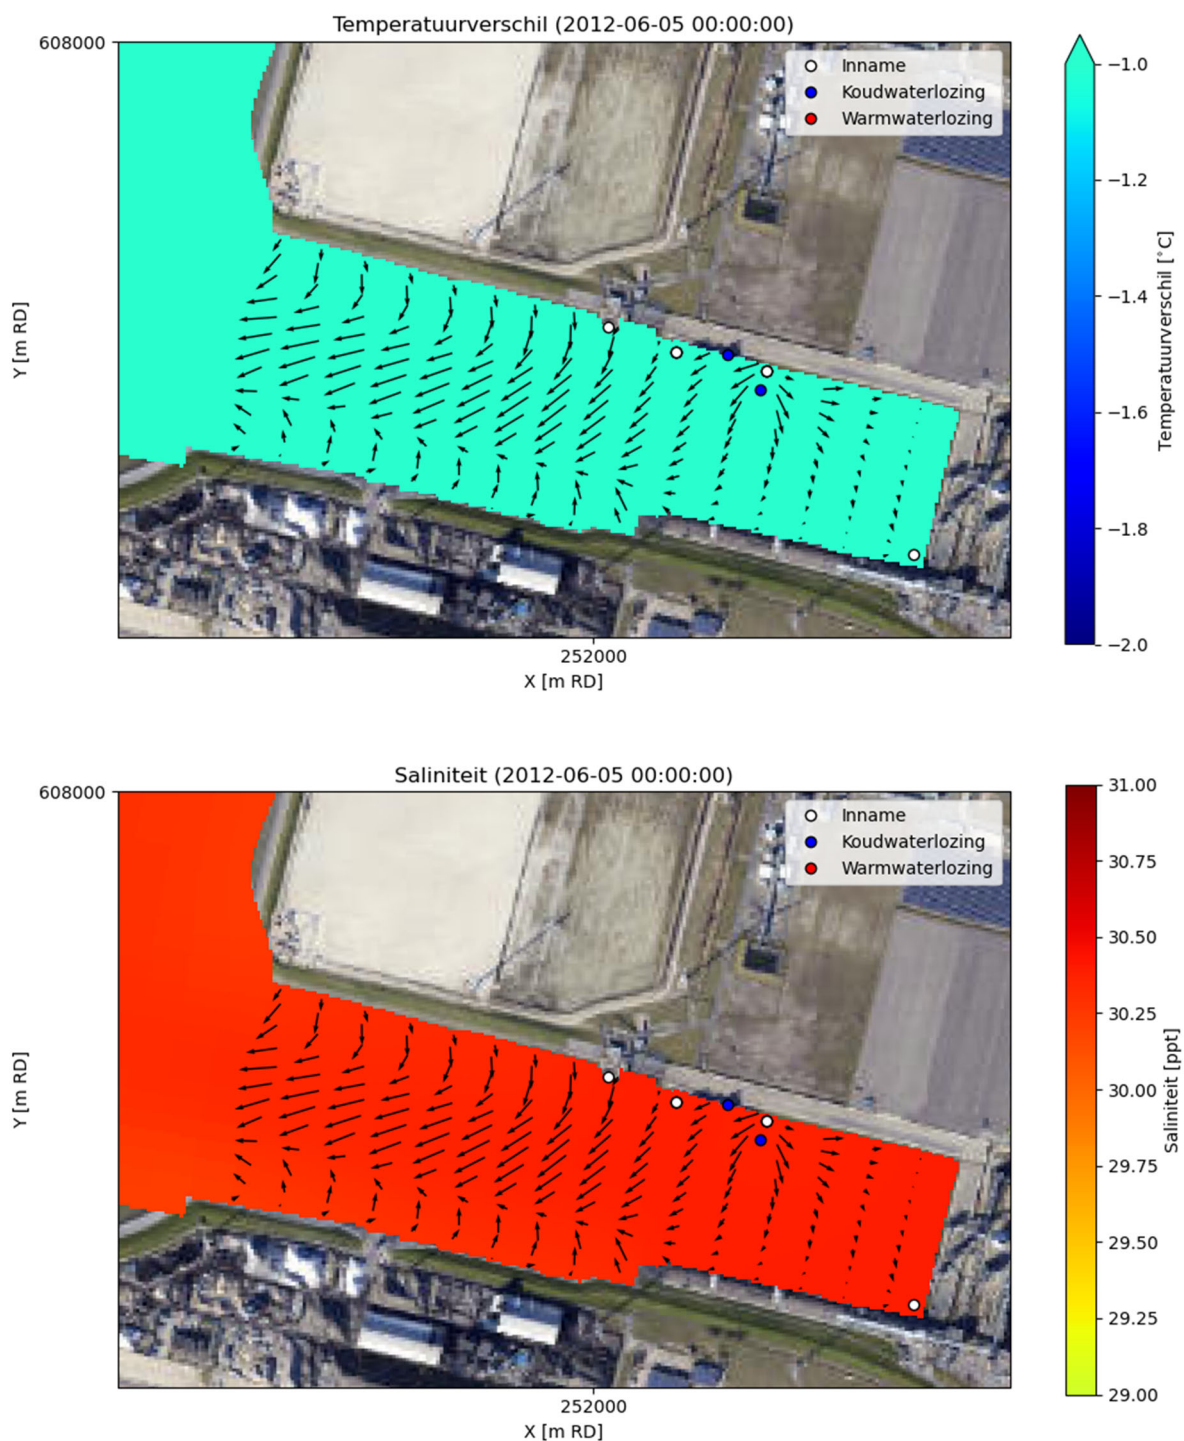 Temperatuurverschil (2012-06-05 00:00:00)
608000
Inname
Koudwaterlozing
Warmwaterlozing
Y [m RD]
252000
X [m RD]
−1.0
−1.2
−1.4
−1.6
−1.8
−2.0
Temperatuurverschil [°C]
Saliniteit (2012-06-05 00:00:00)
608000
Inname
Koudwaterlozing
Warmwaterlozing
Y [m RD]
252000
X [m RD]
31.00
30.75
30.50
30.25
30.00
29.75
29.50
29.25
29.00
Saliniteit [ppt]